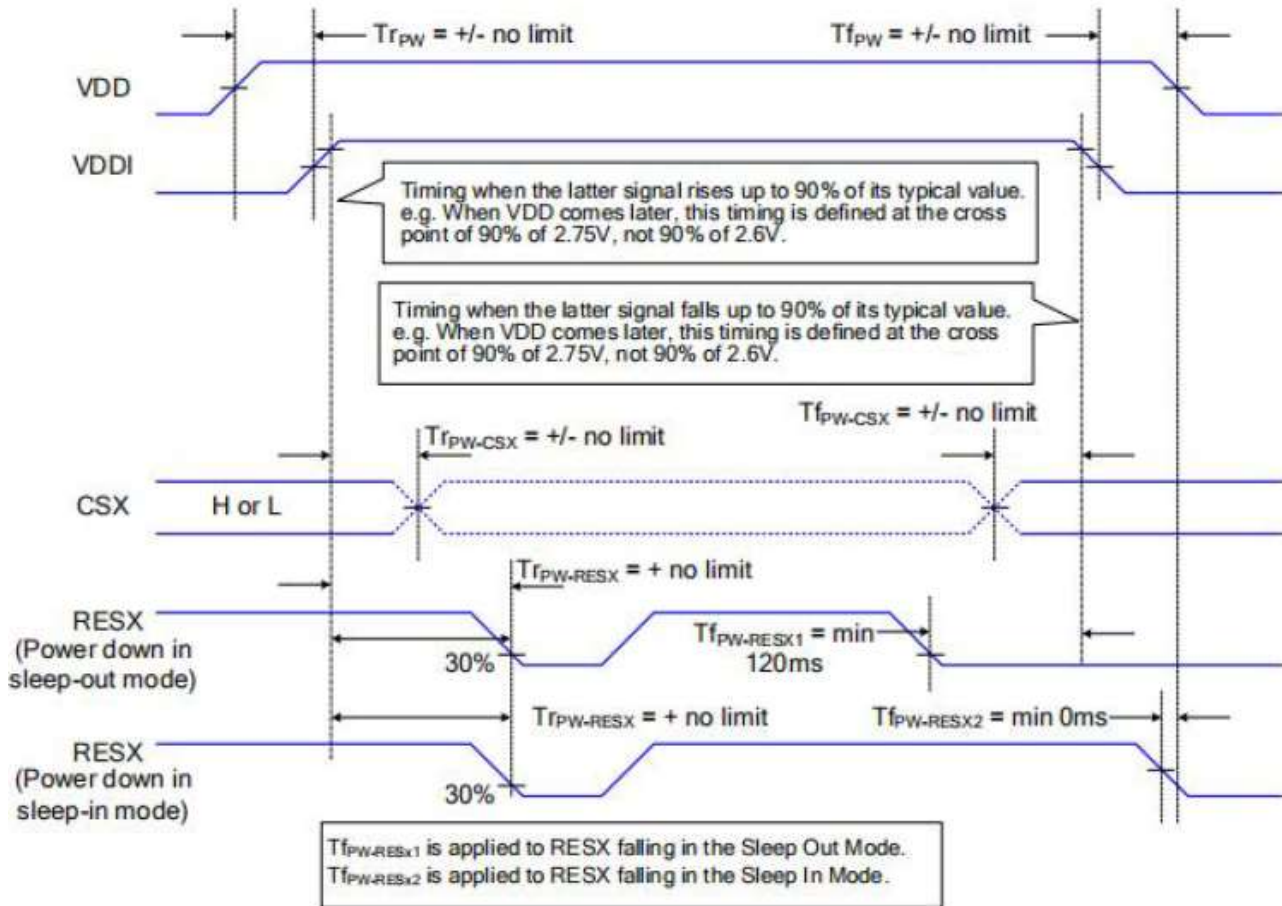 TrPW = +/- no limit
TfPW = +/- no limit
VDD
VDDI
Timing when the latter signal rises up to 90% of its typical value.
e.g. When VDD comes later, this timing is defined at the cross
point of 90% of 2.75V, not 90% of 2.6V.
Timing when the latter signal falls up to 90% of its typical value.
e.g. When VDD comes later, this timing is defined at the cross
point of 90% of 2.75V, not 90% of 2.6V.
TfPW-CSX = +/- no limit
TrPW-CSX = +/- no limit
CSX
H or L
TrPW-RESX = + no limit
RESX
(Power down in
sleep-out mode)
30%
TfPW-RESX1 = min
120ms
TrPW-RESX = + no limit
TfPW-RESX2 = min 0ms
RESX
(Power down in
sleep-in mode)
30%
TfPW-RESx1 is applied to RESX falling in the Sleep Out Mode.
TfPW-RESx2 is applied to RESX falling in the Sleep In Mode.